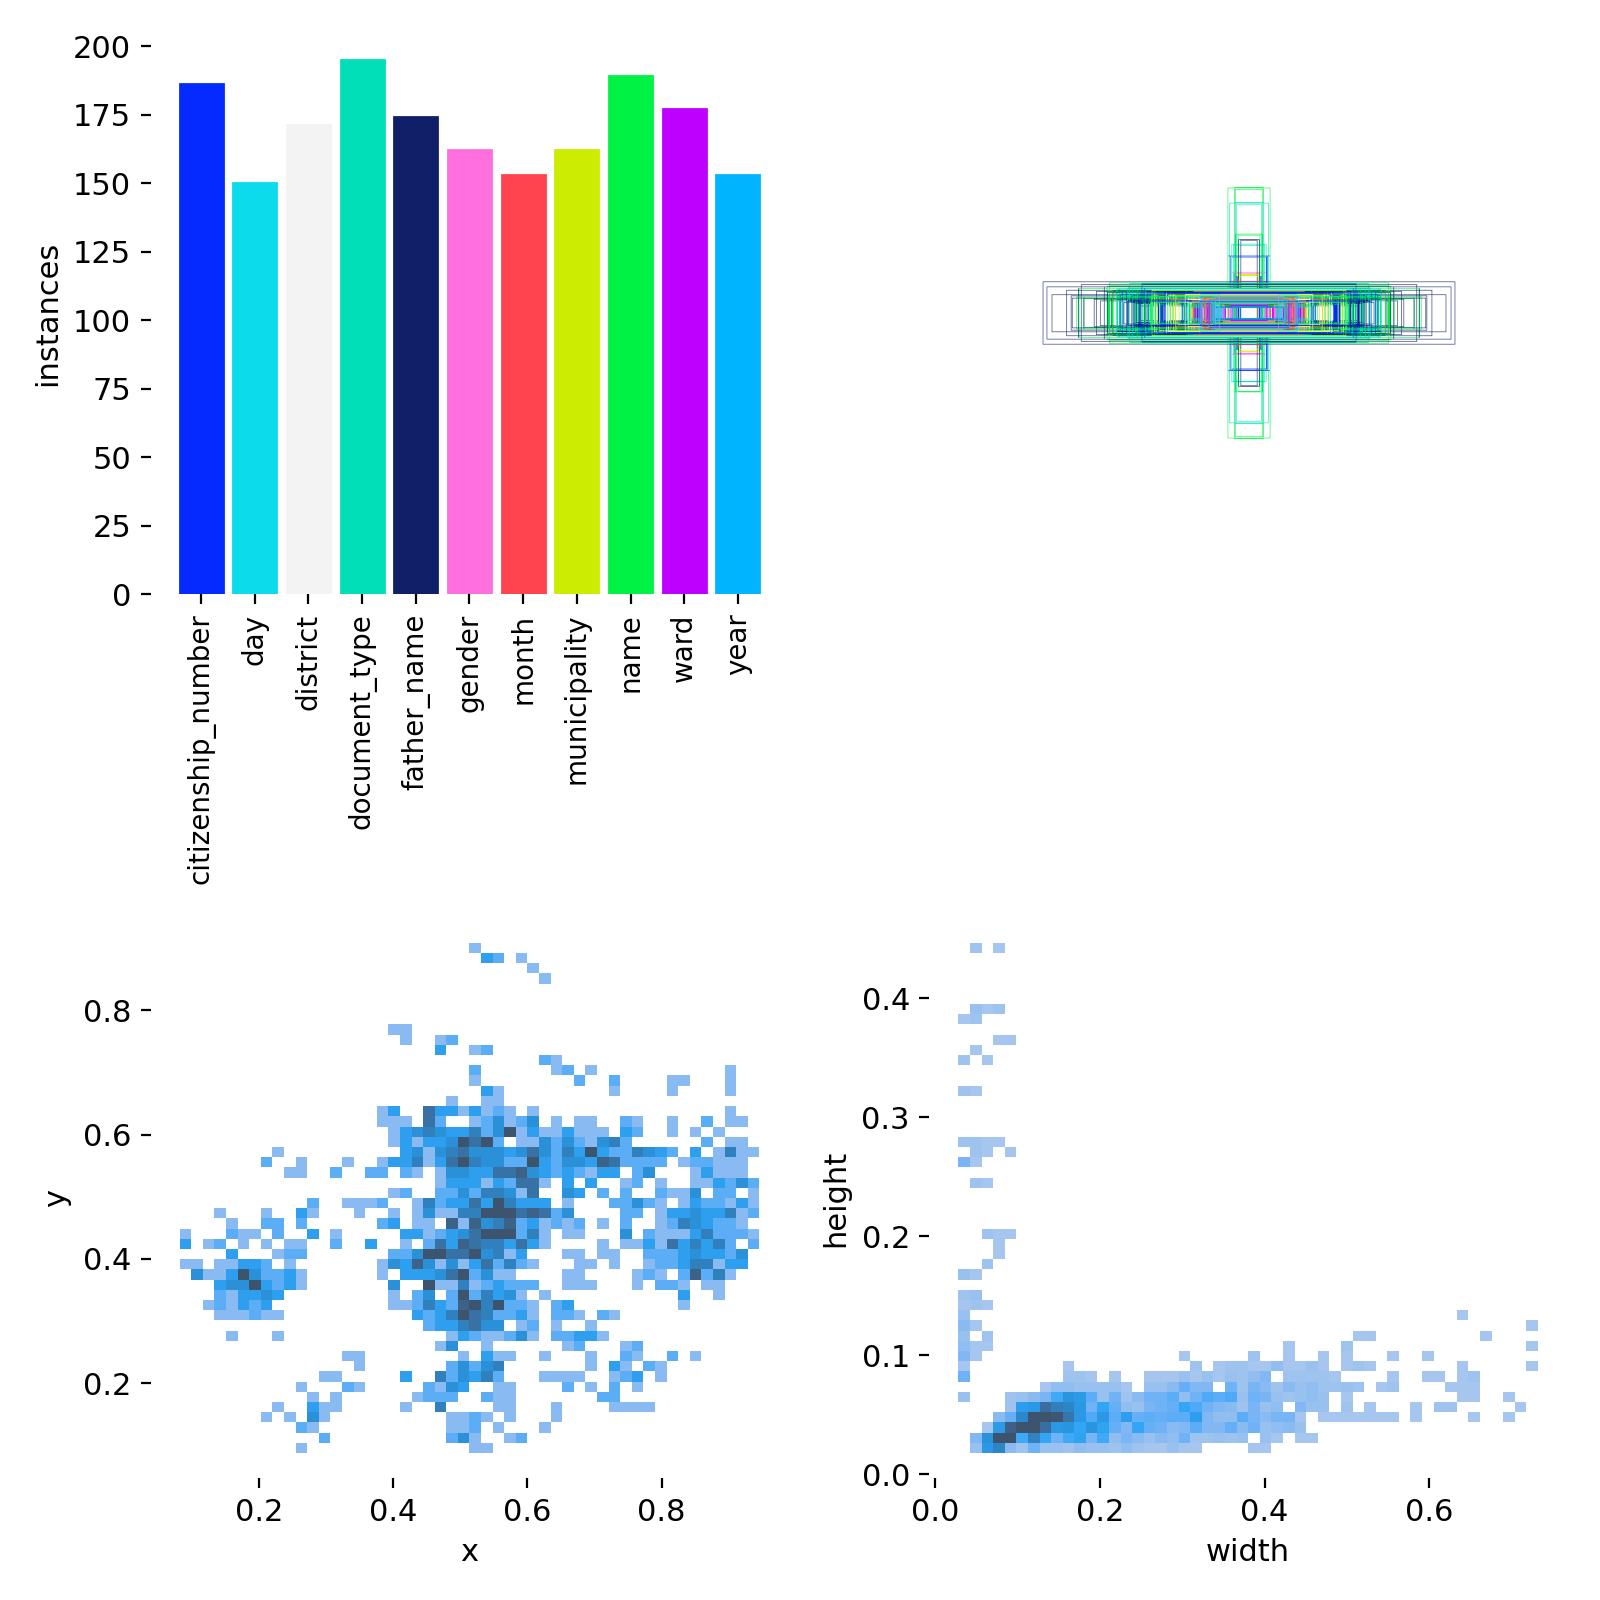 200
175
150
125
100
75
50
25
0
instances
citizenship_number
day
district
document_type
father_name
gender
month
municipality
name
ward
year
0.8
0.6
0.4
0.2
y
0.2 0.4 0.6 0.8
x
0.4
0.3
0.2
0.1
0.0
height
0.0 0.2 0.4 0.6
width